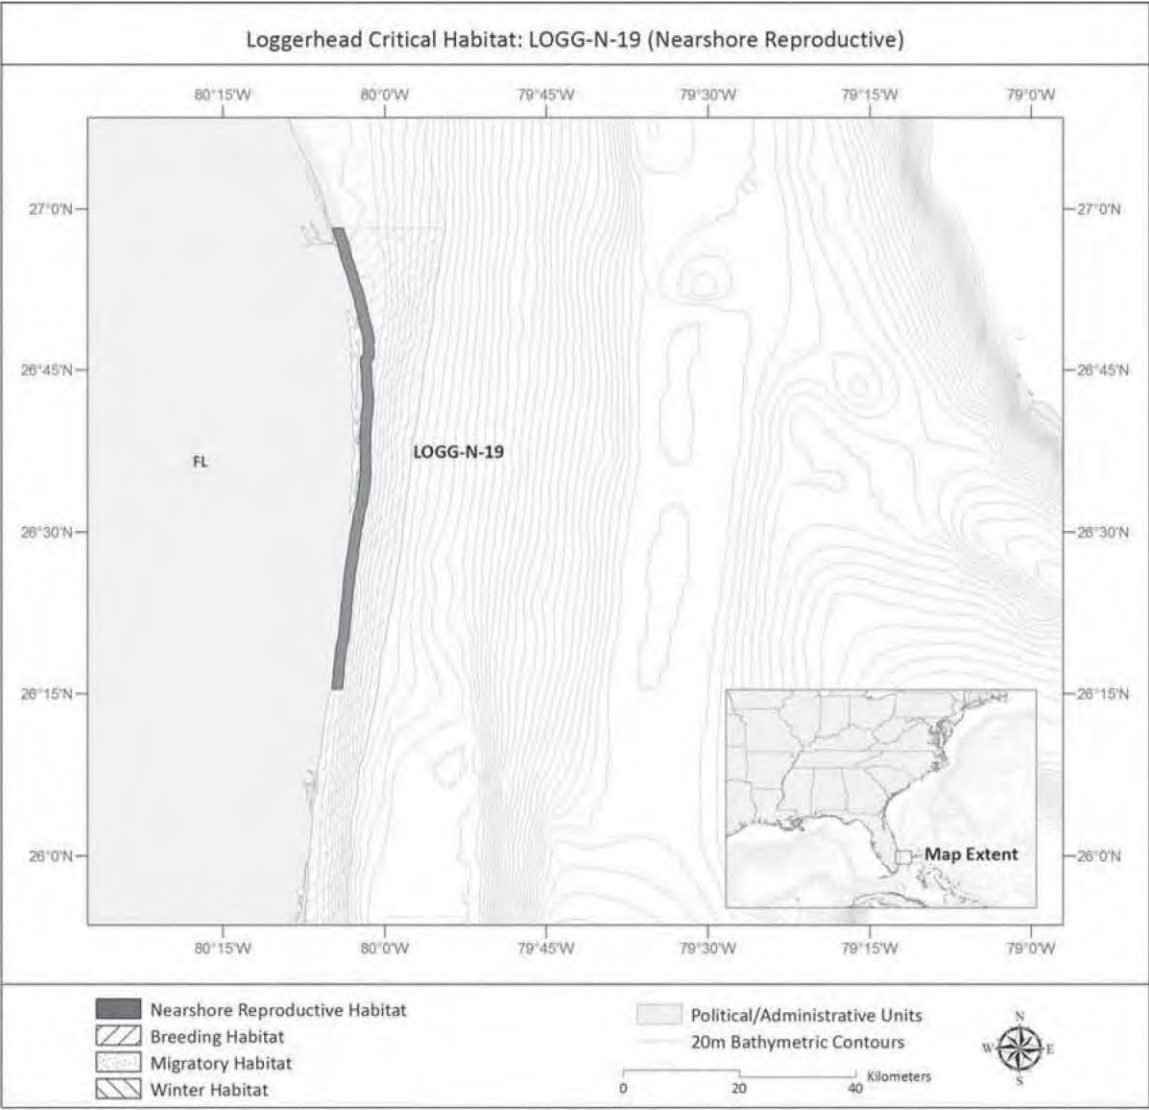 Loggerhead Critical Habitat: LOGG-N-19 (Nearshore Reproductive)
80°15'W 80°0'W 79°45'W 79°30'W 79°15'W 79°0'W
27°0'N 27°0'N
26°45'N 26°45'N
LOGG-N-19
FL
26°30'N 26°30'N
26°15'N 26°15'N
Map Extent
26°0'N 26°0'N
80°15'W 80°0'W 79°45'W 79°30'W 79°15'W 79°0'W
Nearshore Reproductive Habitat
Breeding Habitat
Migratory Habitat
Winter Habitat
Political/Administrative Units
20m Bathymetric Contours
0 20 40 Kilometers
N
W E
S